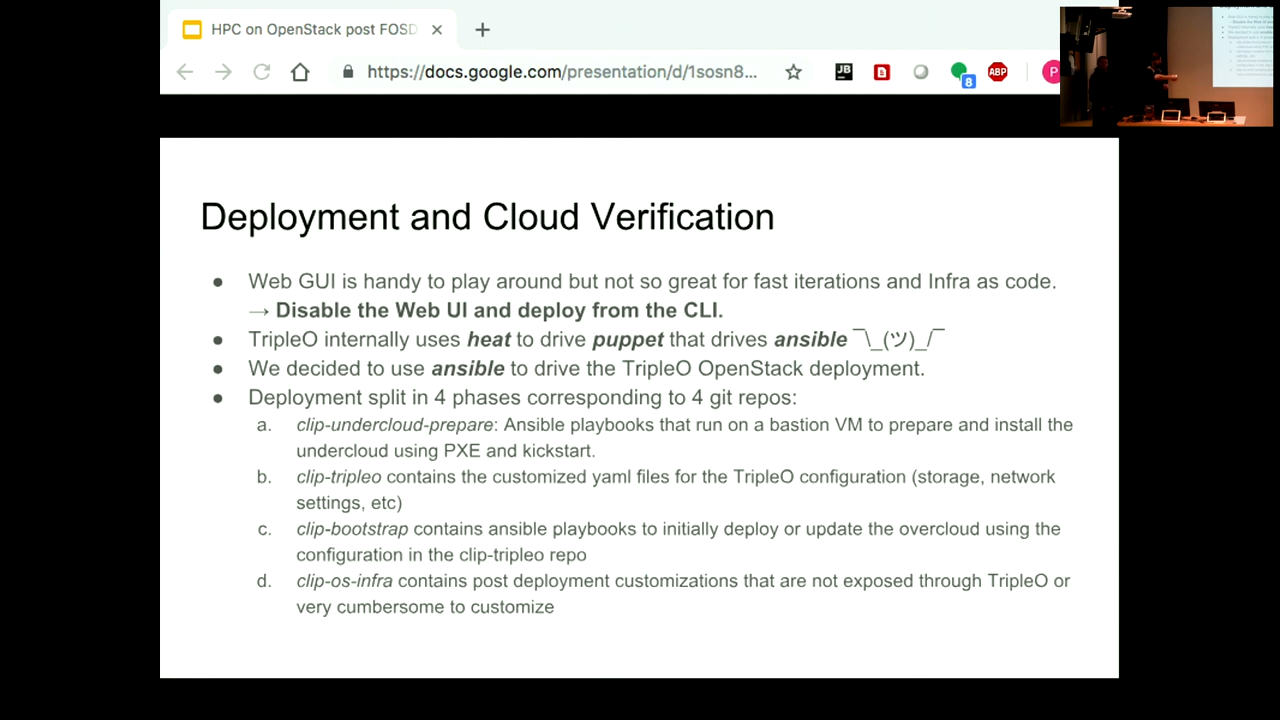 HPC on OpenStack post FOSD
https://docs.google.com/presentation/d/1sosn8...
JB
8
ABP
P
Deployment and Cloud Verification
● Web GUI is handy to play around but not so great for fast iterations and Infra as code.
→ Disable the Web UI and deploy from the CLI.
● TripleO internally uses heat to drive puppet that drives ansible ¯\_(ツ)_/¯
● We decided to use ansible to drive the TripleO OpenStack deployment.
● Deployment split in 4 phases corresponding to 4 git repos:
a. clip-undercloud-prepare: Ansible playbooks that run on a bastion VM to prepare and install the
undercloud using PXE and kickstart.
b. clip-tripleo contains the customized yaml files for the TripleO configuration (storage, network
settings, etc)
c. clip-bootstrap contains ansible playbooks to initially deploy or update the overcloud using the
configuration in the clip-tripleo repo
d. clip-os-infra contains post deployment customizations that are not exposed through TripleO or
very cumbersome to customize